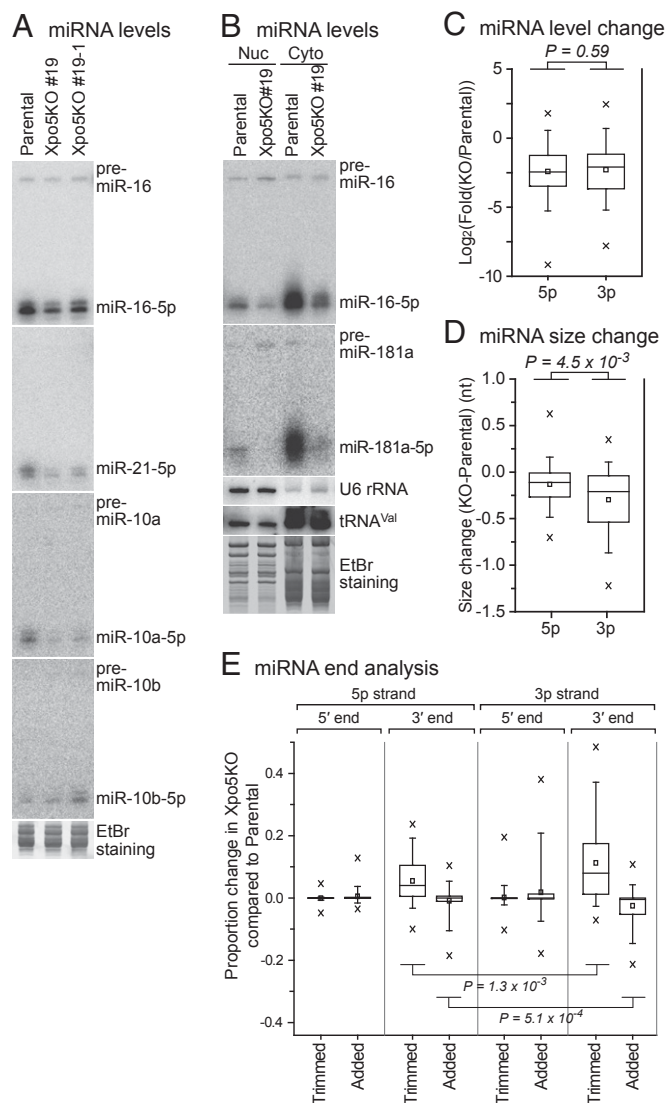 A miRNA levels
Parental
Xpo5KO #19
Xpo5KO #19-1
pre-
miR-16
miR-16-5p
miR-21-5p
pre-
miR-10a
miR-10a-5p
pre-
miR-10b
miR-10b-5p
EtBr
staining
B miRNA levels
Nuc Cyto
Parental
Xpo5KO#19
Parental
Xpo5KO#19
pre-
miR-16
miR-16-5p
pre-
miR-181a
miR-181a-5p
U6 rRNA
tRNAVal
EtBr
staining
C miRNA level change
P = 0.59
Log2(Fold(KO/Parental))
5
2.5
0
-2.5
-5
-10
5p 3p
D miRNA size change
P = 4.5 x 10-3
Size change (KO-Parental) (nt)
1.0
0.5
0.0
-0.5
-1.0
-1.5
5p 3p
E miRNA end analysis
5p strand 3p strand
5′ end 3′ end 5′ end 3′ end
Proportion change in Xpo5KO
compared to Parental
0.4
0.2
0.0
-0.2
-0.4
P = 1.3 x 10-3
P = 5.1 x 10-4
Trimmed
Added
Trimmed
Added
Trimmed
Added
Trimmed
Added